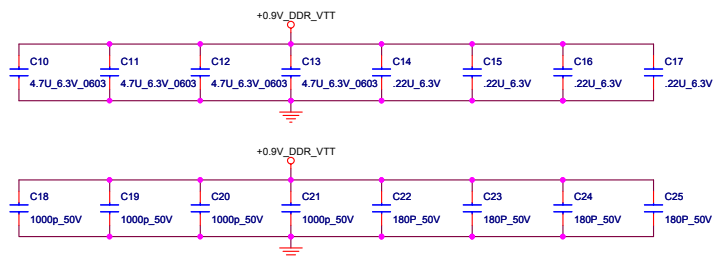 +0.9V_DDR_VTT
C10 C11 C12 C13 C14 C15 C16 C17
4.7U_6.3V_0603 4.7U_6.3V_0603 4.7U_6.3V_0603 4.7U_6.3V_0603 .22U_6.3V .22U_6.3V .22U_6.3V .22U_6.3V
+0.9V_DDR_VTT
C18 C19 C20 C21 C22 C23 C24 C25
1000p_50V 1000p_50V 1000p_50V 1000p_50V 180P_50V 180P_50V 180P_50V 180P_50V